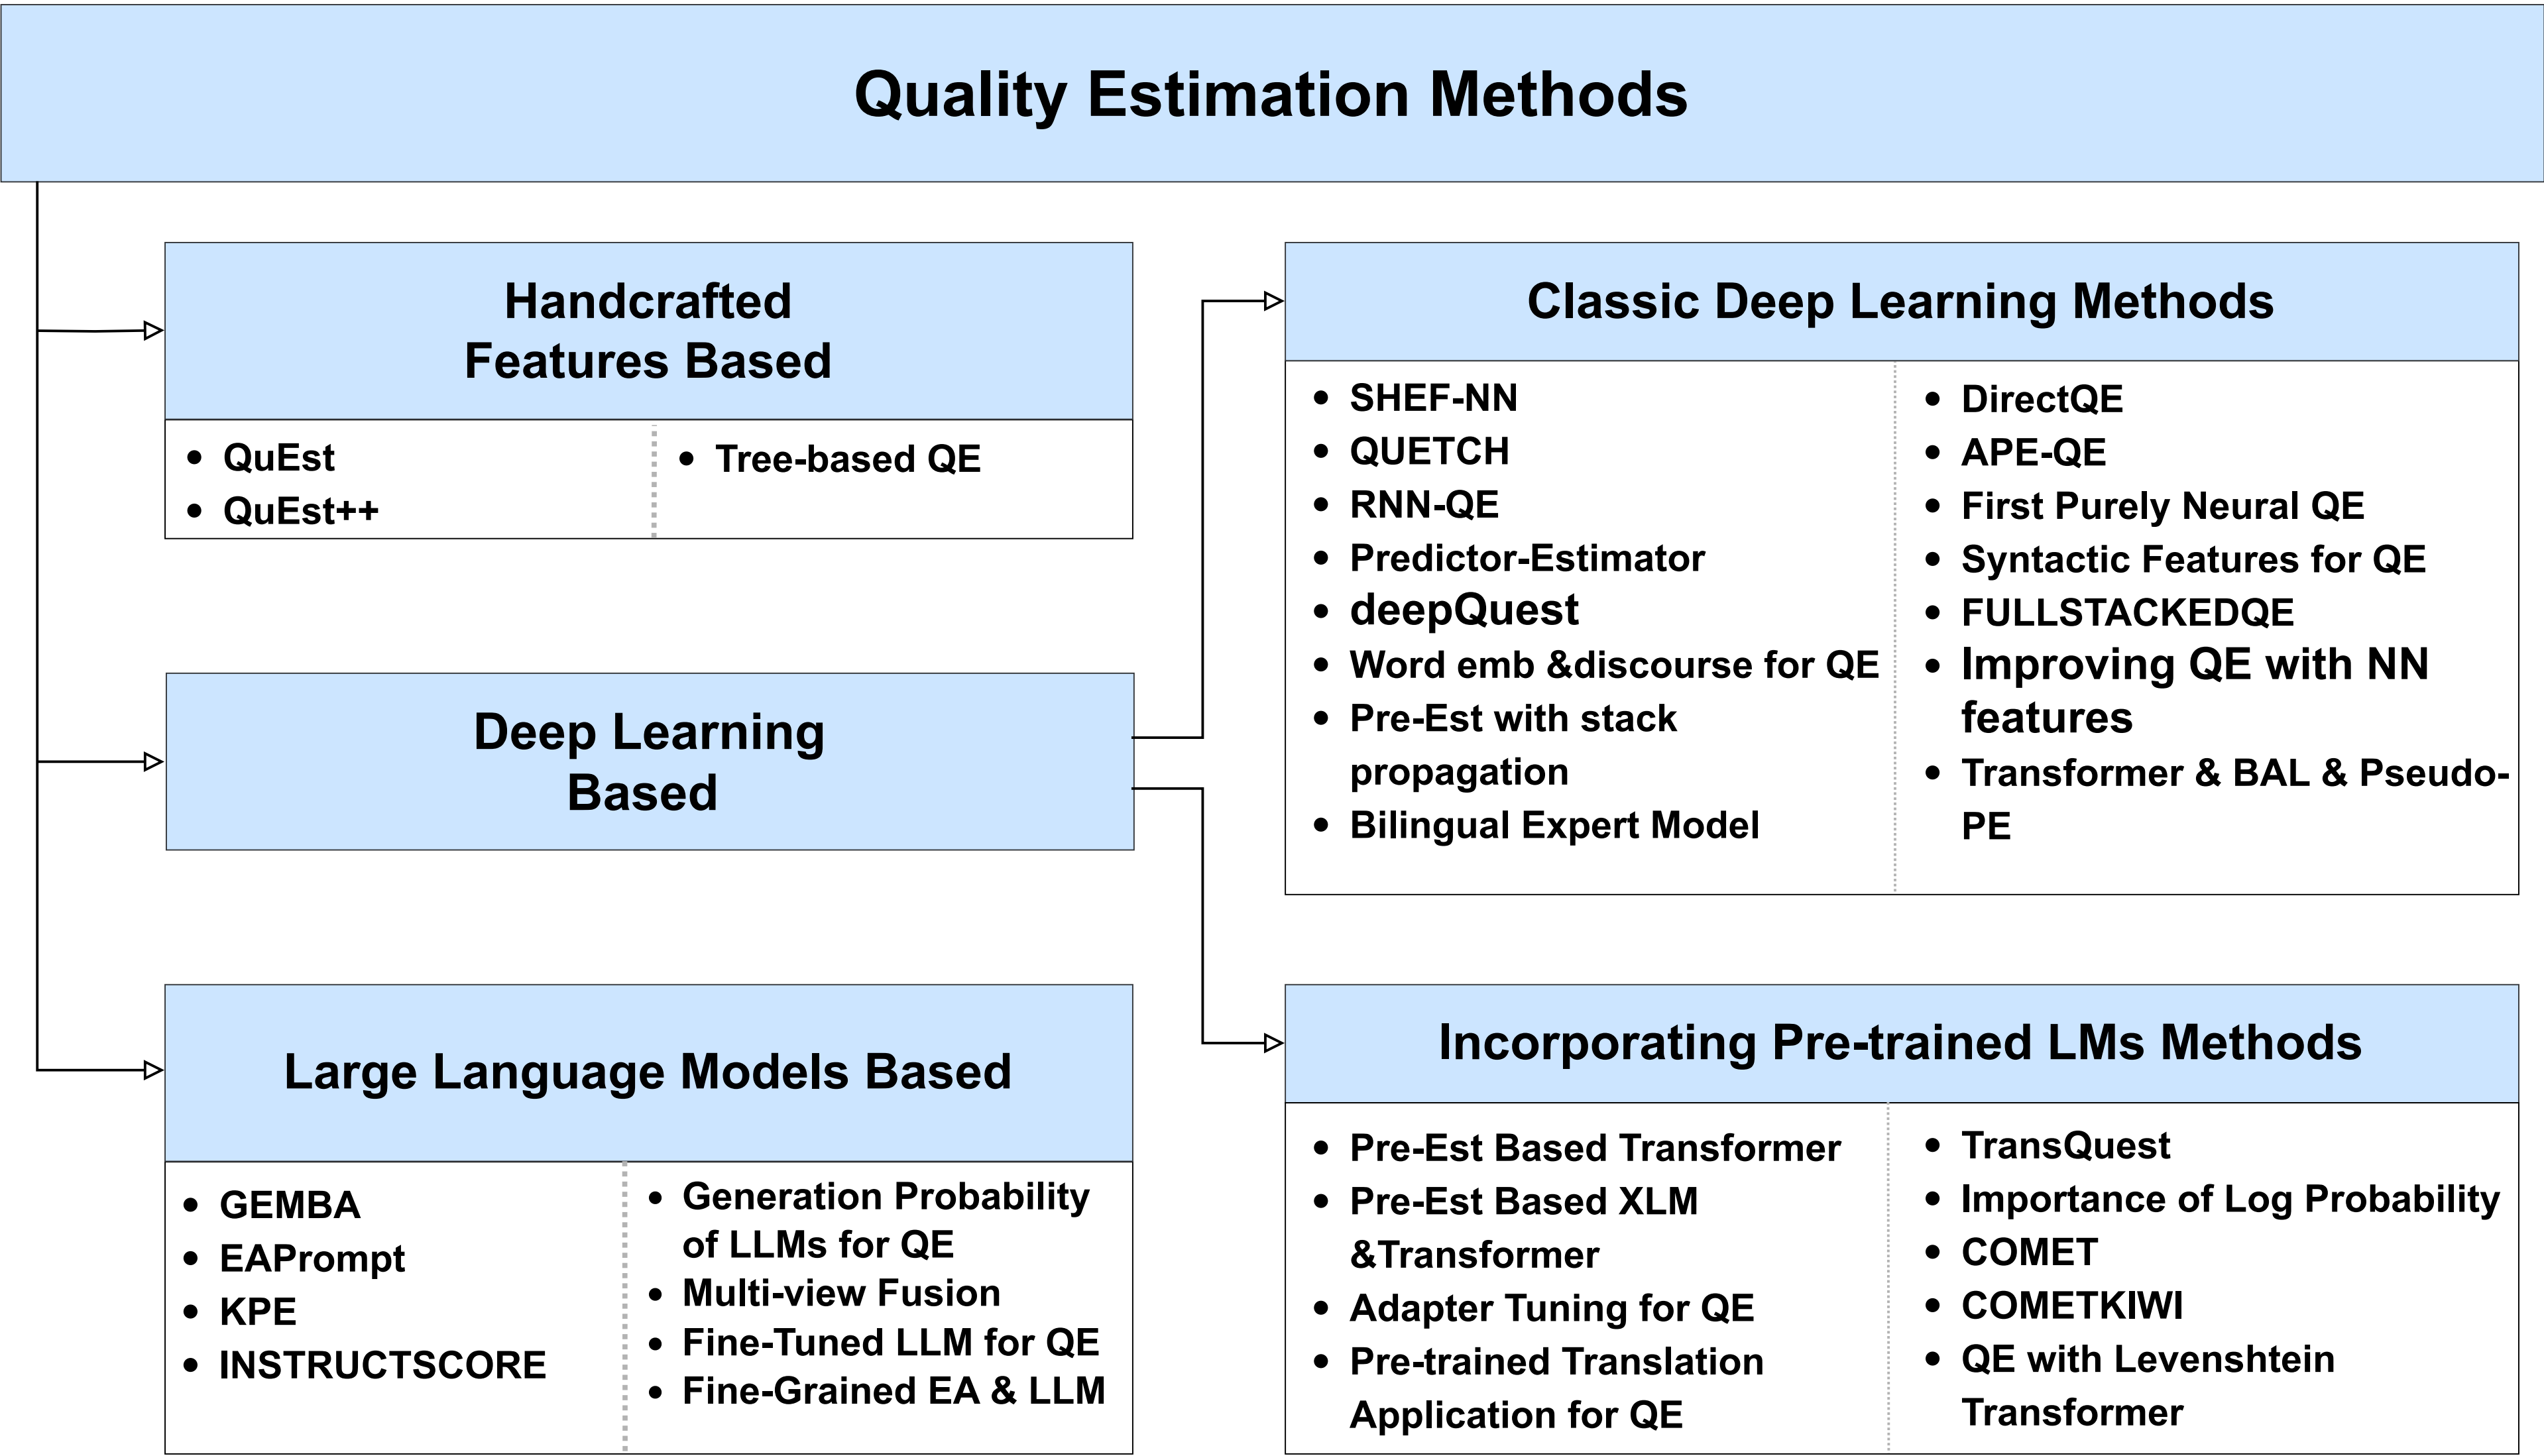 Quality Estimation Methods
Handcrafted
Features Based
• QuEst
• QuEst++
• Tree-based QE
Deep Learning
Based
Large Language Models Based
• GEMBA
• EAPrompt
• KPE
• INSTRUCTSCORE
• Generation Probability
of LLMs for QE
• Multi-view Fusion
• Fine-Tuned LLM for QE
• Fine-Grained EA & LLM
Classic Deep Learning Methods
• SHEF-NN
• QUETCH
• RNN-QE
• Predictor-Estimator
• deepQuest
• Word emb &discourse for QE
• Pre-Est with stack
propagation
• Bilingual Expert Model
• DirectQE
• APE-QE
• First Purely Neural QE
• Syntactic Features for QE
• FULLSTACKEDQE
• Improving QE with NN
features
• Transformer & BAL & Pseudo-
PE
Incorporating Pre-trained LMs Methods
• Pre-Est Based Transformer
• Pre-Est Based XLM
&Transformer
• Adapter Tuning for QE
• Pre-trained Translation
Application for QE
• TransQuest
• Importance of Log Probability
• COMET
• COMETKIWI
• QE with Levenshtein
Transformer